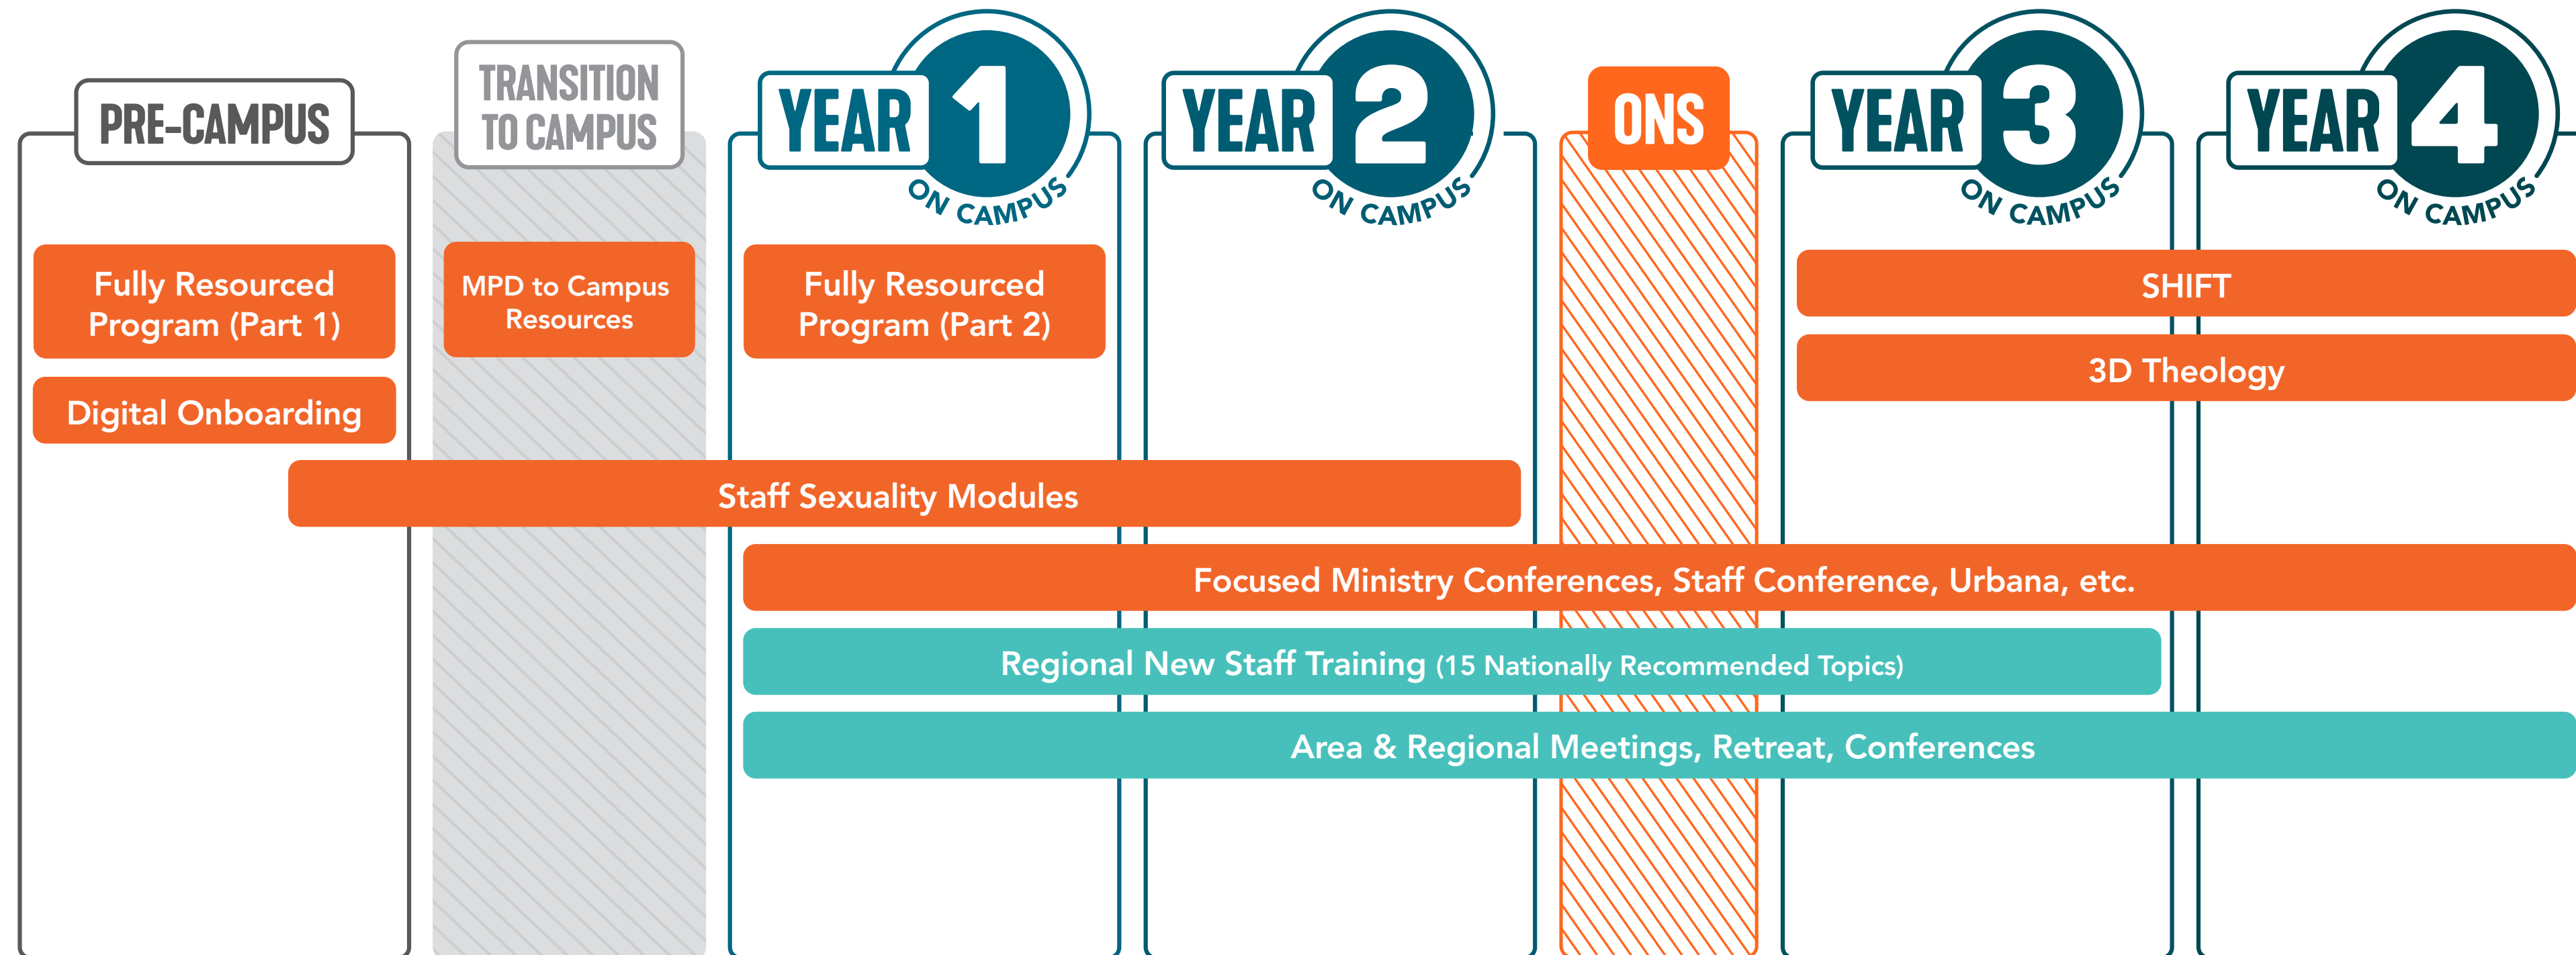 PRE-CAMPUS
TRANSITION
TO CAMPUS
YEAR 1
ON CAMPUS
YEAR 2
ON CAMPUS
ONS
YEAR 3
ON CAMPUS
YEAR 4
ON CAMPUS
Fully Resourced
Program (Part 1)
MPD to Campus
Resources
Fully Resourced
Program (Part 2)
SHIFT
3D Theology
Digital Onboarding
Staff Sexuality Modules
Focused Ministry Conferences, Staff Conference, Urbana, etc.
Regional New Staff Training (15 Nationally Recommended Topics)
Area & Regional Meetings, Retreat, Conferences